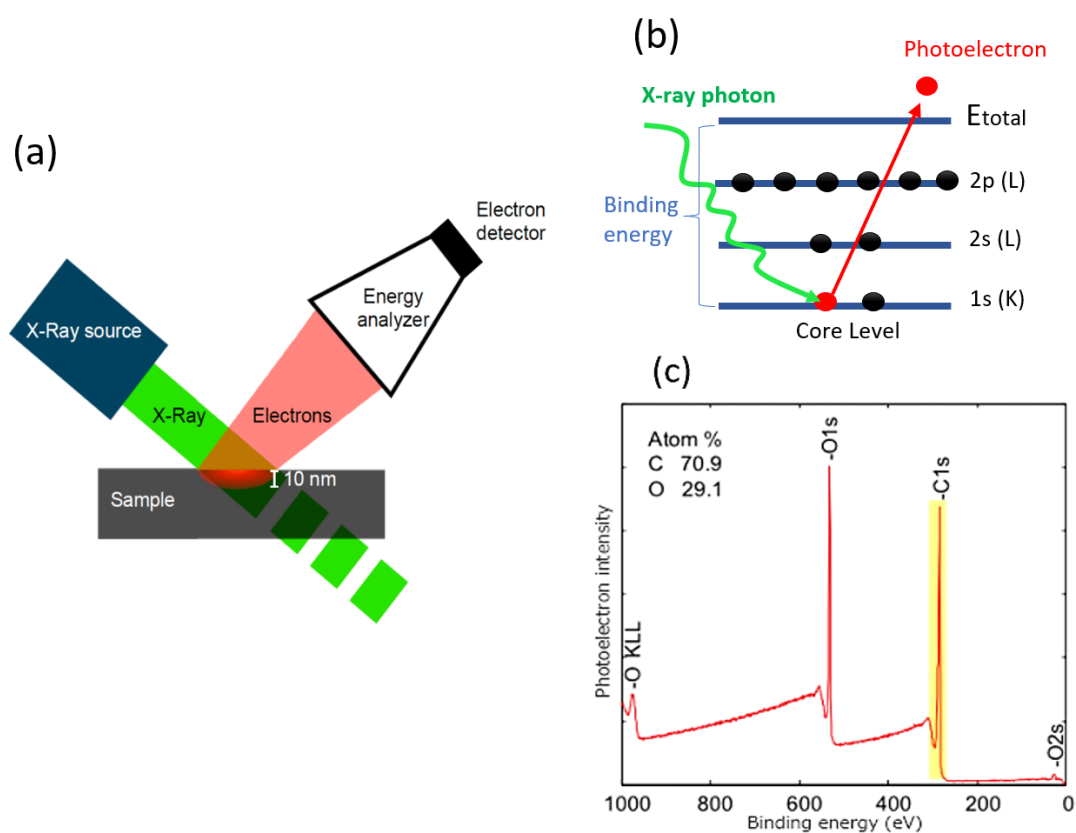 (a)
X-Ray source
X-Ray
Electrons
Energy
analyzer
Electron
detector
10 nm
Sample
(b)
Photoelectron
X-ray photon
Etotal
2p (L)
Binding
energy
2s (L)
1s (K)
Core Level
(c)
Atom %
C 70.9
O 29.1
-O KLL
-O1s
-C1s
-O2s
Photoelectron intensity
1000 800 600 400 200 0
Binding energy (eV)